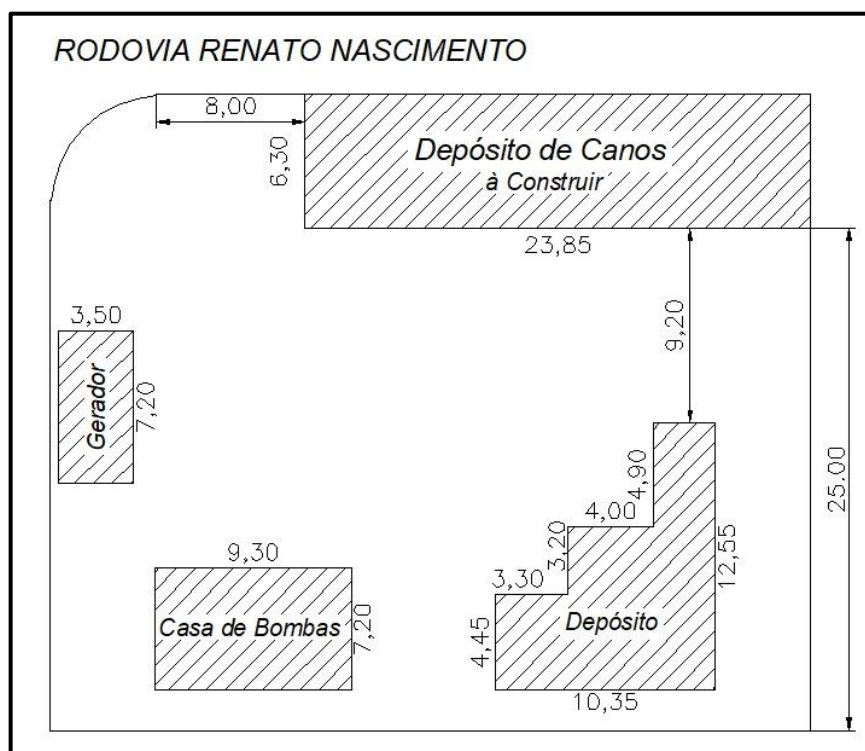 RODOVIA RENATO NASCIMENTO
8,00
6,30
Depósito de Canos
à Construir
23,85
3,50
Gerador
7,20
9,20
25.00
4,90
4,00
3,20
3,30
12,55
9,30
Casa de Bombas
7,20
4,45
Depósito
10,35